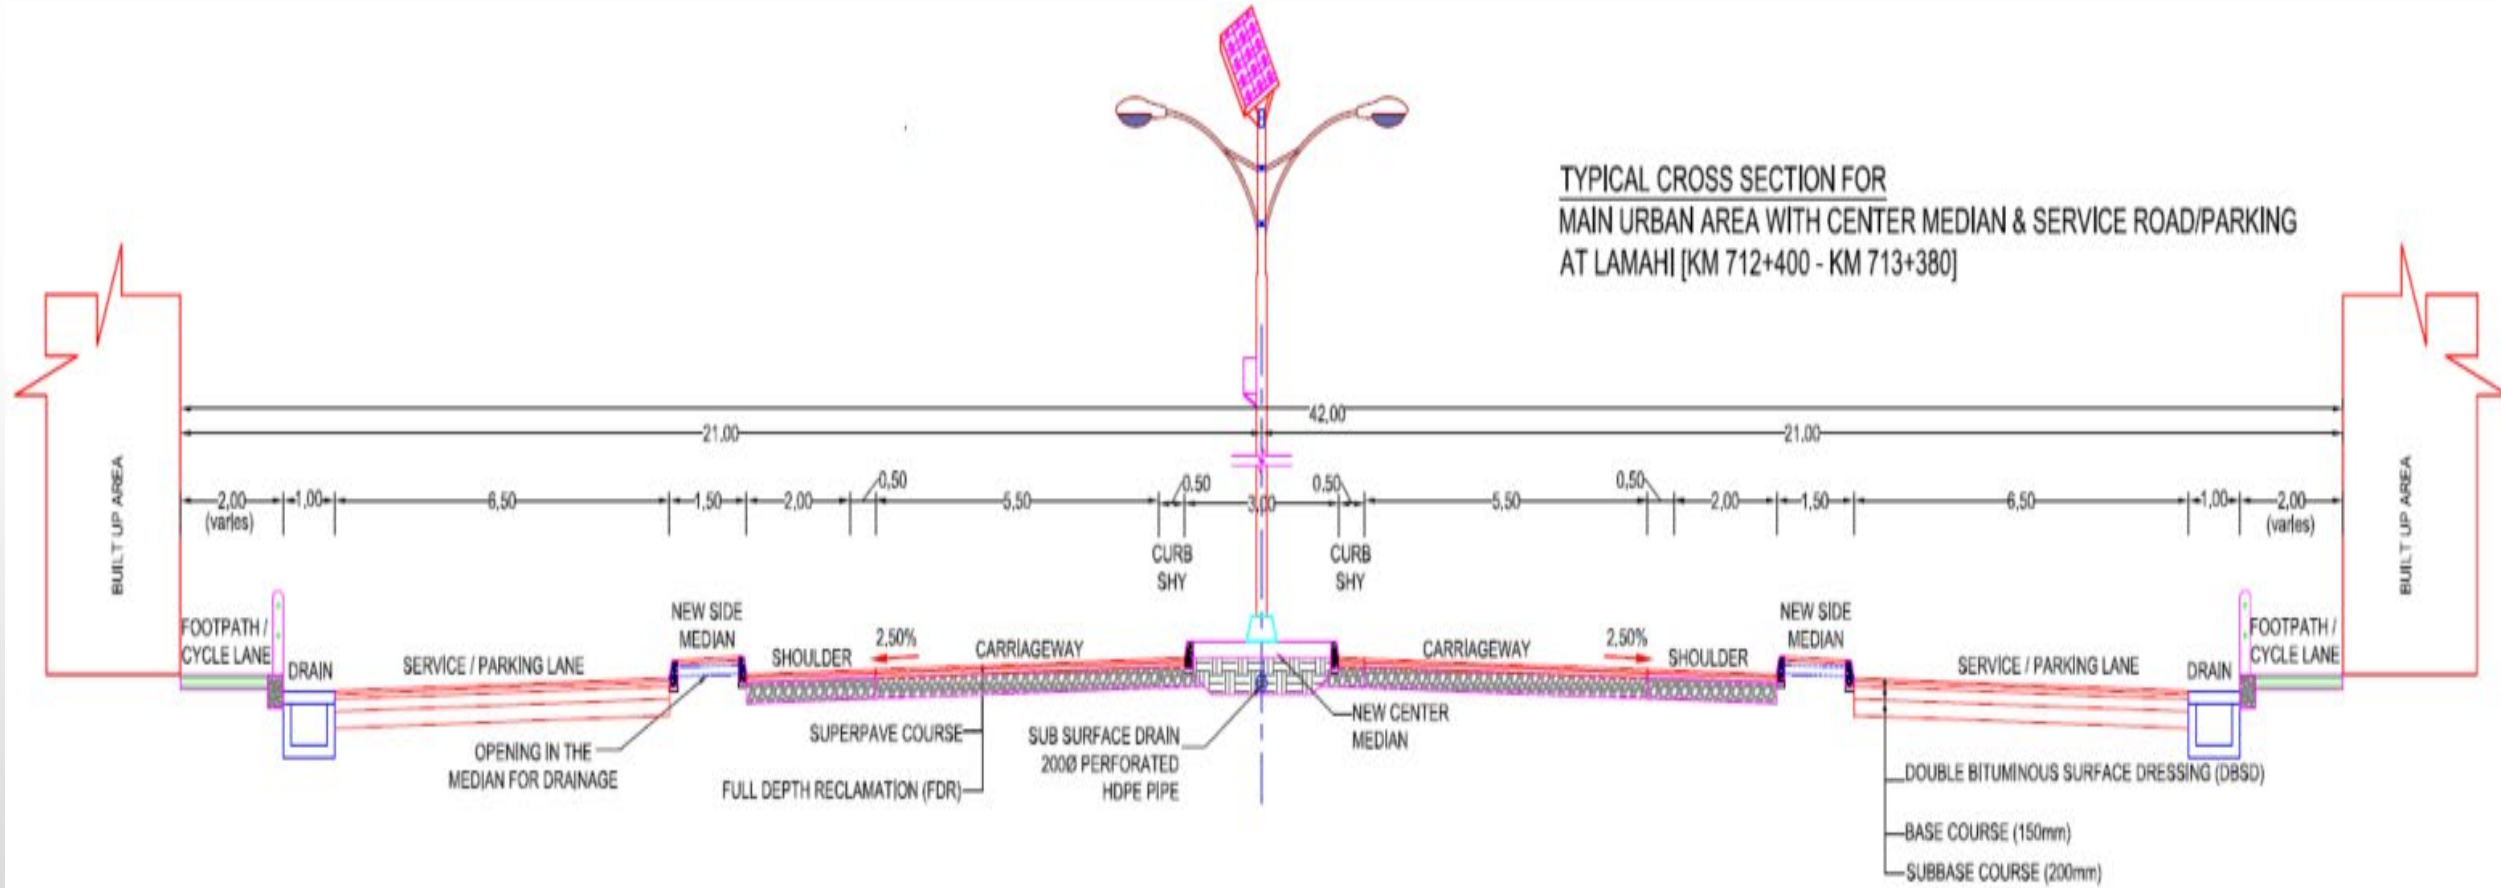 TYPICAL CROSS SECTION FOR
MAIN URBAN AREA WITH CENTER MEDIAN & SERVICE ROAD/PARKING
AT LAMAHI [KM 712+400 - KM 713+380]
42,00
21,00
21,00
2,00
(varies)
1,00
6,50
1,50
2,00
0,50
5,50
0,50
3,00
0,50
5,50
0,50
2,00
1,50
6,50
1,00
2,00
(varies)
BUILT UP AREA
BUILT UP AREA
CURB
SHY
CURB
SHY
FOOTPATH /
CYCLE LANE
DRAIN
SERVICE / PARKING LANE
NEW SIDE
MEDIAN
SHOULDER
2,50%
CARRIAGEWAY
CARRIAGEWAY
2,50%
SHOULDER
NEW SIDE
MEDIAN
SERVICE / PARKING LANE
DRAIN
FOOTPATH /
CYCLE LANE
OPENING IN THE
MEDIAN FOR DRAINAGE
SUPERPAVE COURSE
FULL DEPTH RECLAMATION (FDR)
SUB SURFACE DRAIN
200Ø PERFORATED
HDPE PIPE
NEW CENTER
MEDIAN
DOUBLE BITUMINOUS SURFACE DRESSING (DBSD)
BASE COURSE (150mm)
SUBBASE COURSE (200mm)